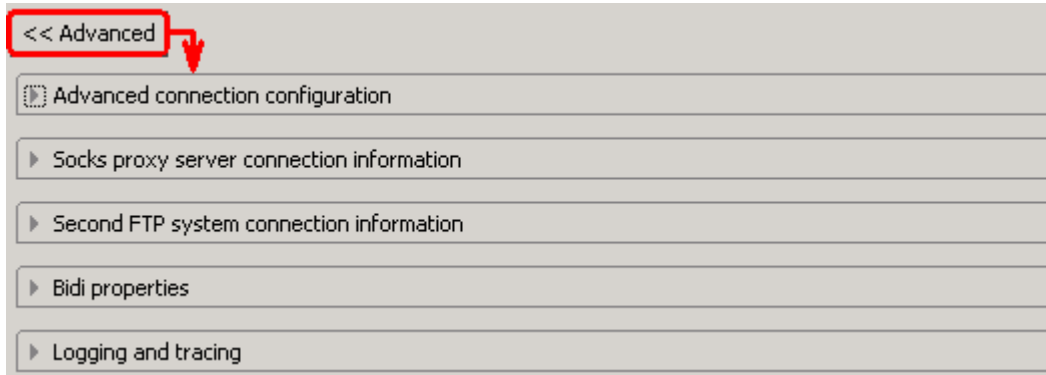 << Advanced
Advanced connection configuration
Socks proxy server connection information
Second FTP system connection information
Bidi properties
Logging and tracing